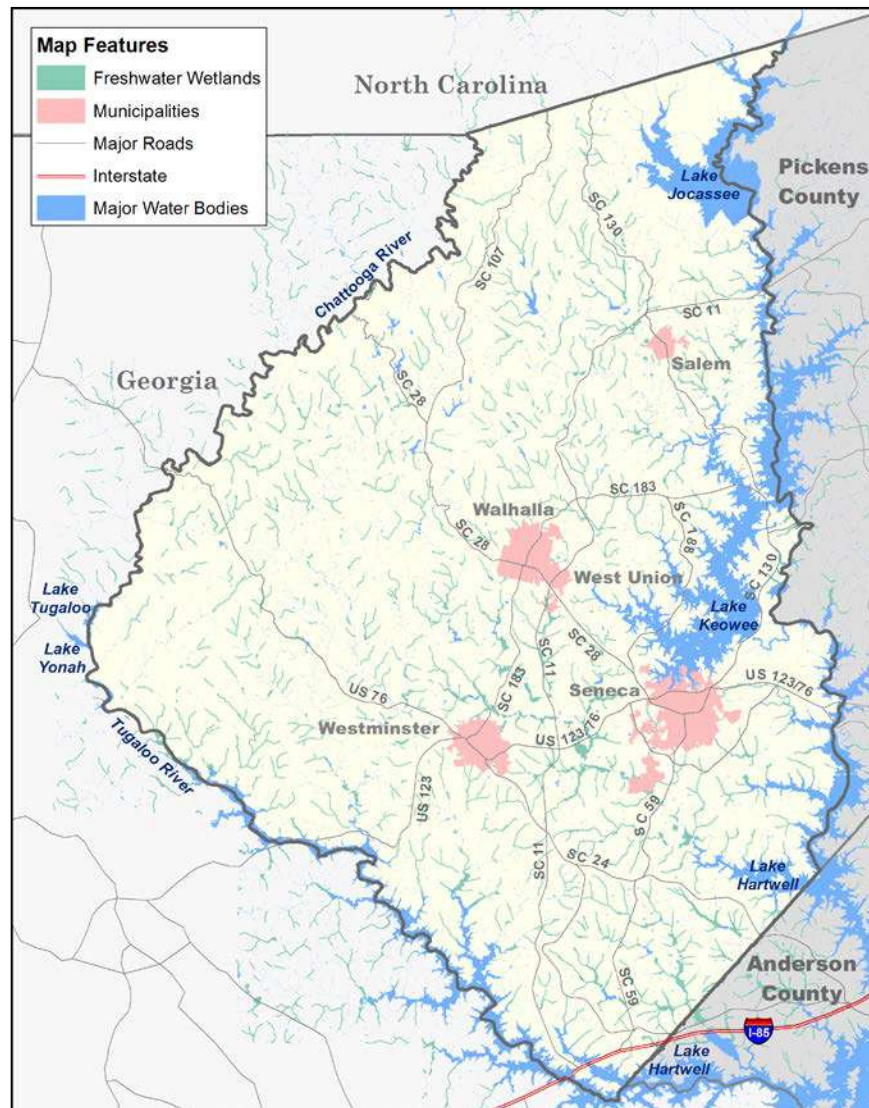 Map Features
Freshwater Wetlands
Municipalities
Major Roads
Interstate
Major Water Bodies
North Carolina
Pickens
County
Lake
Jocassee
SC 130
SC 107
Chattooga River
SC 11
Salem
Georgia
SC 28
SC 183
Walhalla
SC 188
SC 28
West Union
SC 130
Lake
Tugaloo
Lake
Keowee
Lake
Yonah
SC 11
SC 28
SC 183
Seneca
US 123/76
US 76
Westminster
US 123/76
Tugaloo River
US 123
SC 59
SC 11
SC 24
Lake
Hartwell
Anderson
County
SC 59
I-85
Lake
Hartwell